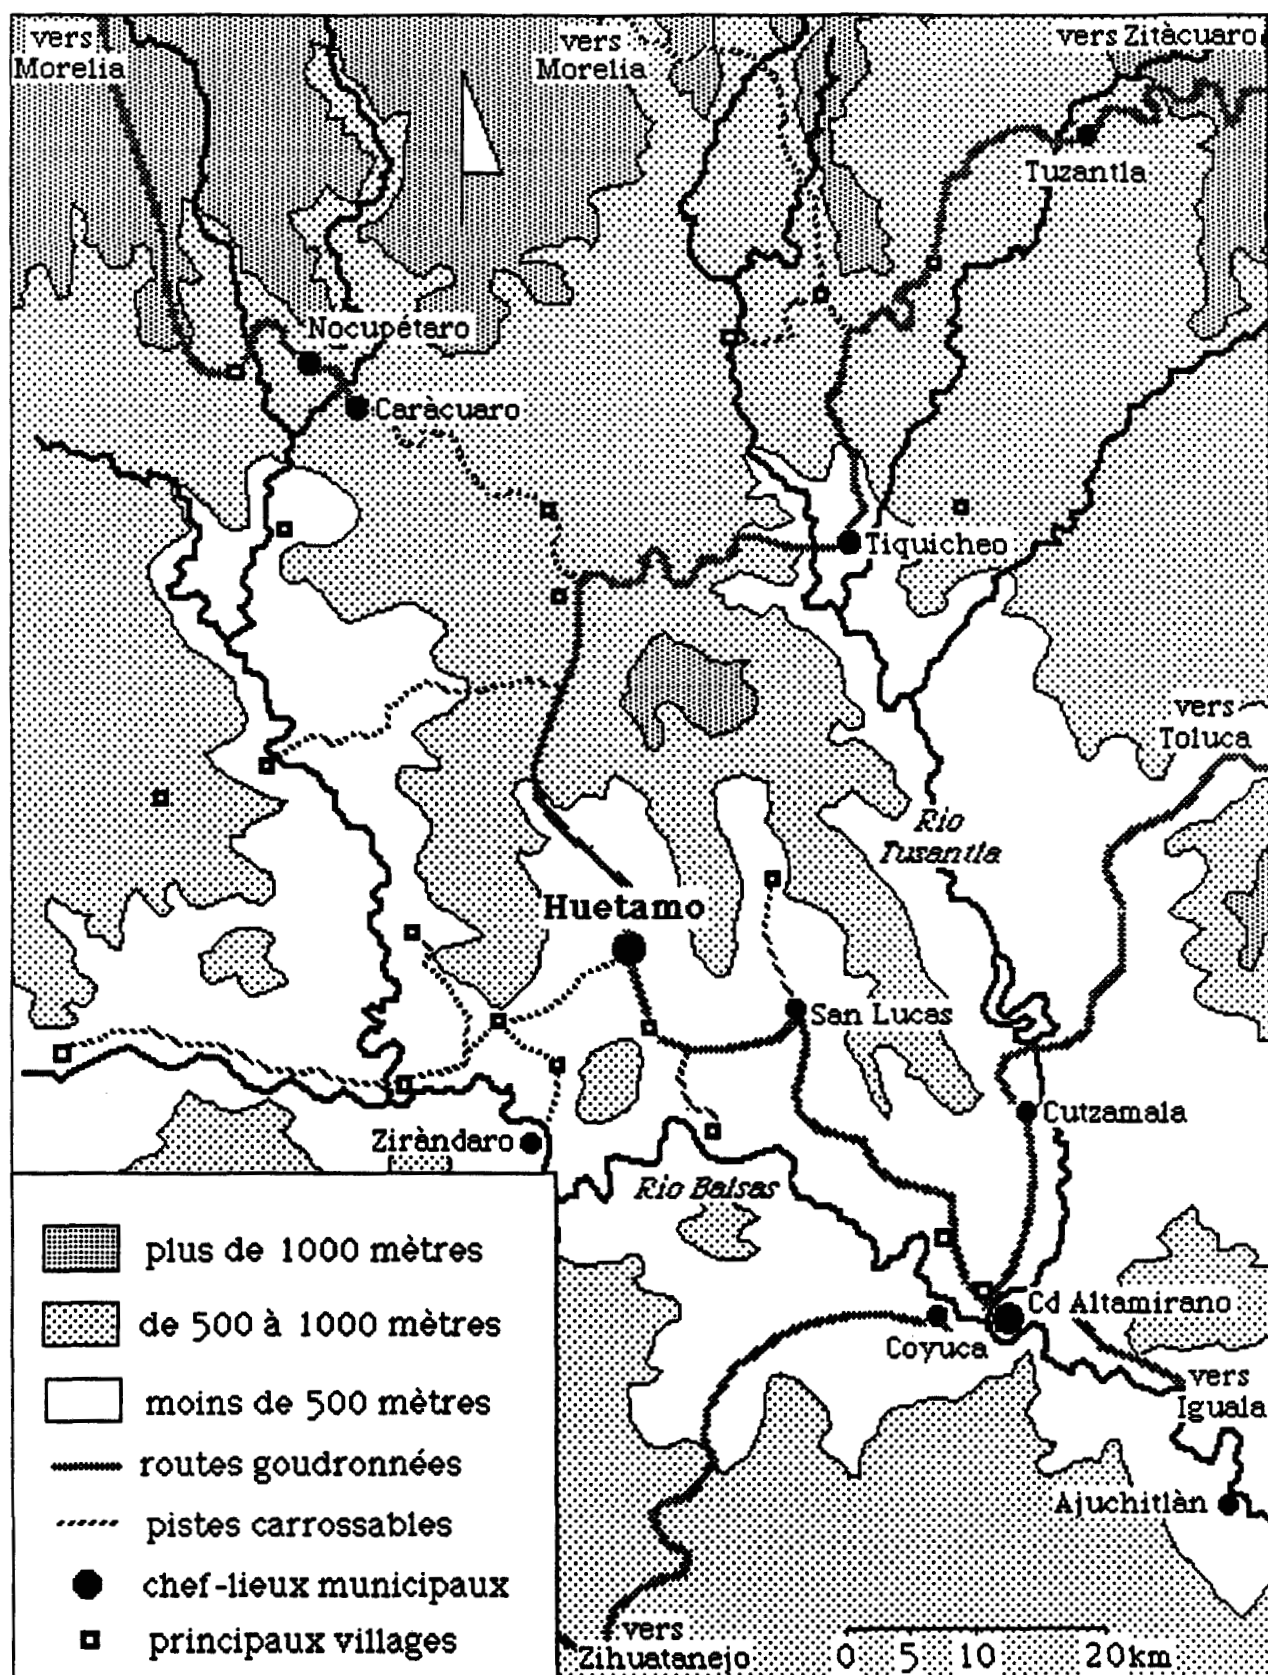 vers
Morelia
vers
Morelia
vers Zitàcuaro
Tuzantla
Nocupétaro
Caràcuaro
Tiquicheo
vers
Toluca
Rio
Tuzantla
Huetamo
San Lucas
Cutzamala
Ziràndaro
Rio Balsas
Cd Altamirano
Coyuca
vers
Iguala
Ajuchitlàn
plus de 1000 mètres
de 500 à 1000 mètres
moins de 500 mètres
routes goudronnées
pistes carrossables
chef-lieux municipaux
principaux villages
vers
Zihuatanejo
0 5 10 20km